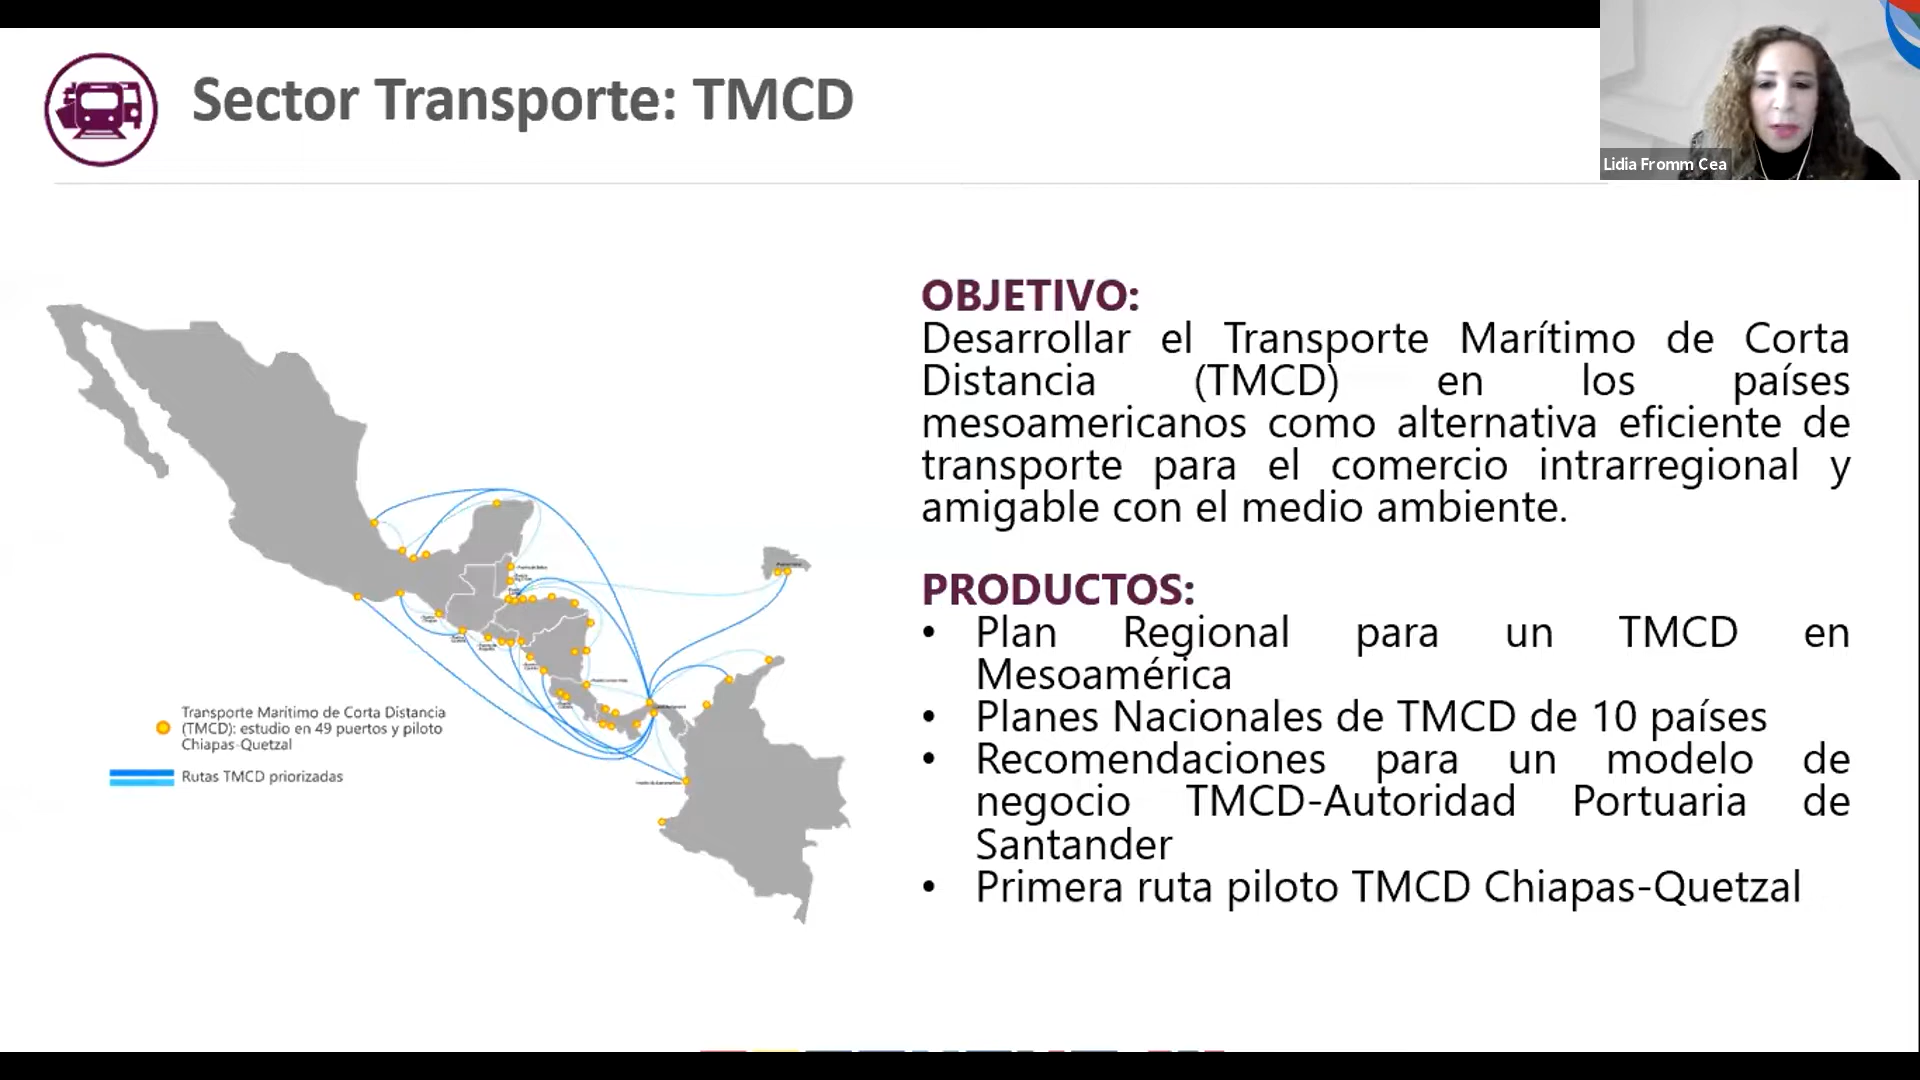 Sector Transporte: TMCD
Lidia Fromm Cea
OBJETIVO:
Desarrollar el Transporte Marítimo de Corta
Distancia (TMCD) en los países
mesoamericanos como alternativa eficiente de
transporte para el comercio intrarregional y
amigable con el medio ambiente.
PRODUCTOS:
• Plan Regional para un TMCD en
Mesoamérica
• Planes Nacionales de TMCD de 10 países
• Recomendaciones para un modelo de
negocio TMCD-Autoridad Portuaria de
Santander
• Primera ruta piloto TMCD Chiapas-Quetzal
Transporte Marítimo de Corta Distancia
(TMCD): estudio en 49 puertos y piloto
Chiapas-Quetzal
Rutas TMCD priorizadas